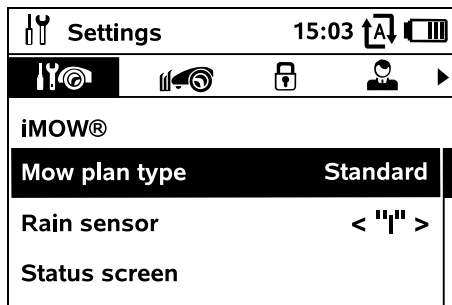 Settings 15:03 A
iMOW®
Mow plan type Standard
Rain sensor < "I" >
Status screen